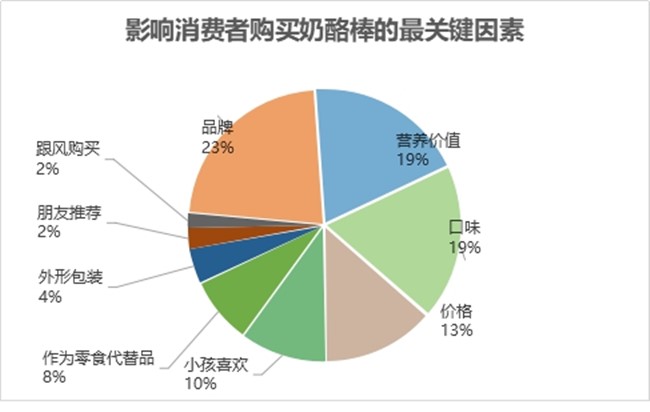 影响消费者购买奶酪棒的最关键因素
品牌
23%
营养价值
19%
跟风购买
2%
朋友推荐
2%
口味
19%
外形包装
4%
价格
13%
作为零食代替品
8%
小孩喜欢
10%